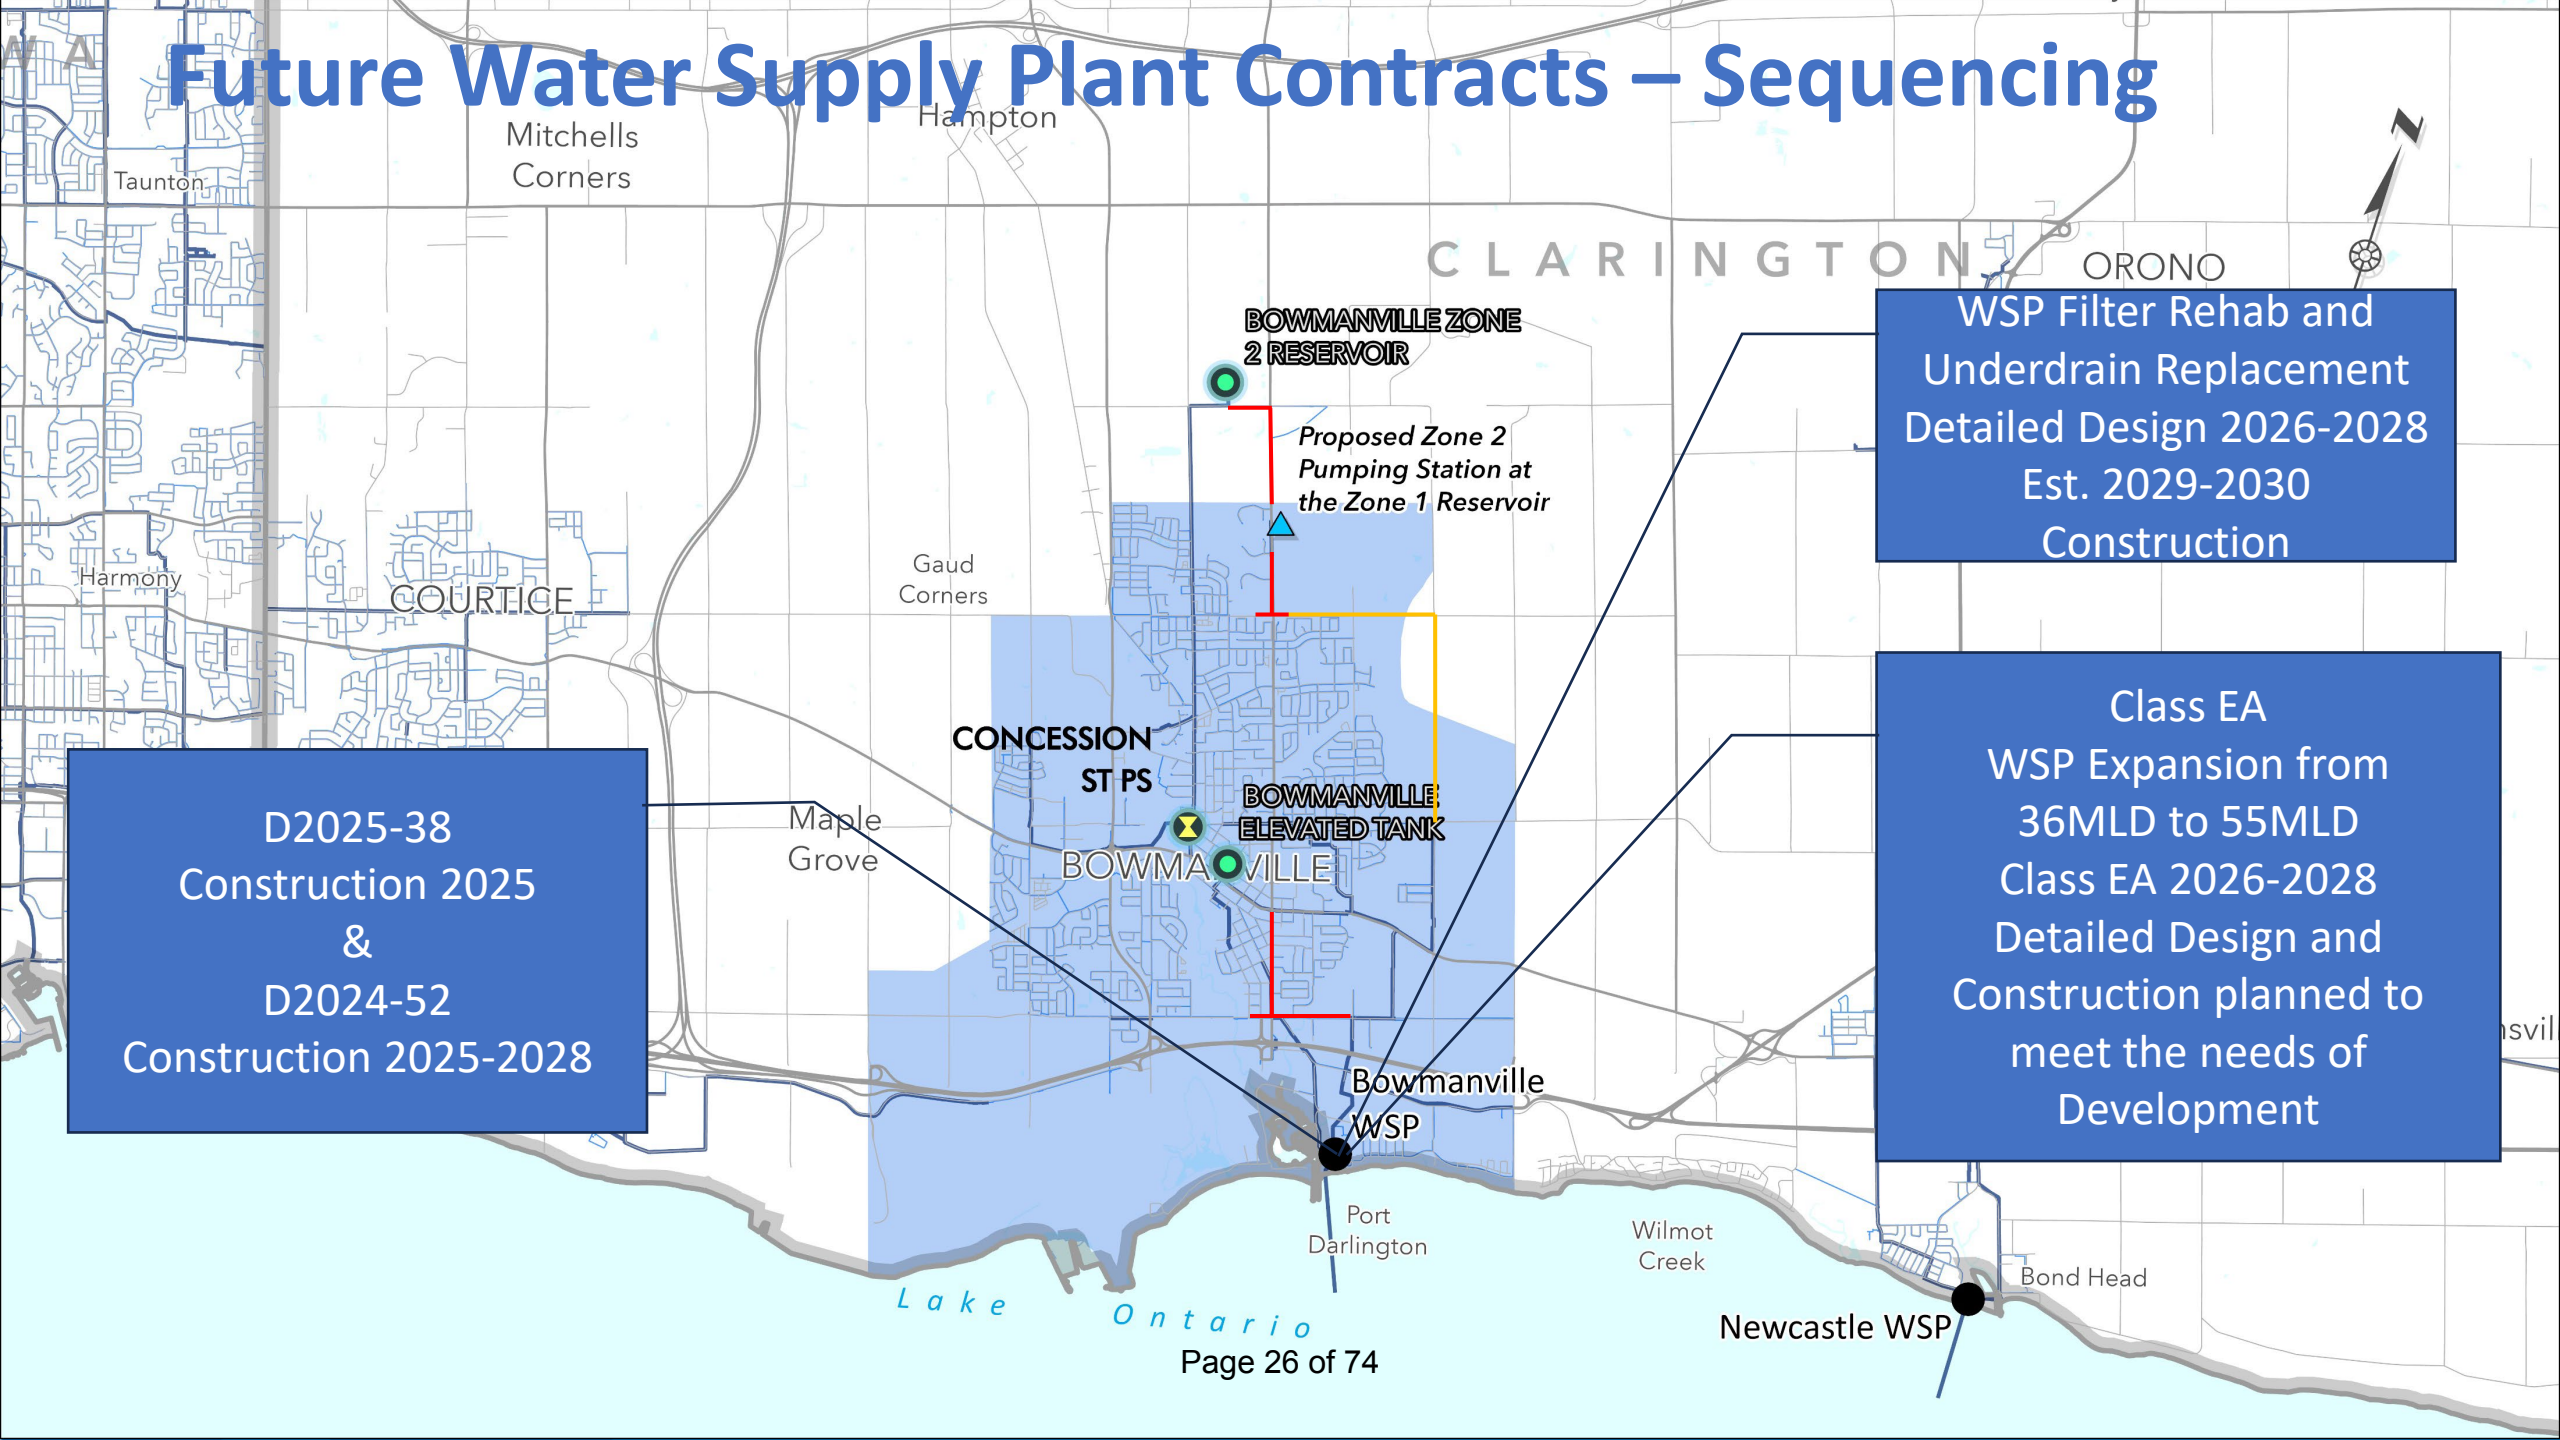 Future Water Supply Plant Contracts – Sequencing
W A
Hampton
Mitchells
Corners
Taunton
N
CLARINGTON
ORONO
BOWMANVILLE ZONE
2 RESERVOIR
WSP Filter Rehab and
Underdrain Replacement
Detailed Design 2026-2028
Est. 2029-2030
Construction
Proposed Zone 2
Pumping Station at
the Zone 1 Reservoir
Gaud
Corners
Harmony
COURTICE
CONCESSION
ST PS
BOWMANVILLE
ELEVATED TANK
Maple
Grove
BOWMANVILLE
D2025-38
Construction 2025
&
D2024-52
Construction 2025-2028
Class EA
WSP Expansion from
36MLD to 55MLD
Class EA 2026-2028
Detailed Design and
Construction planned to
meet the needs of
Development
Bowmanville
WSP
Port
Darlington
Wilmot
Creek
Bond Head
Newcastle WSP
Lake Ontario
Page 26 of 74